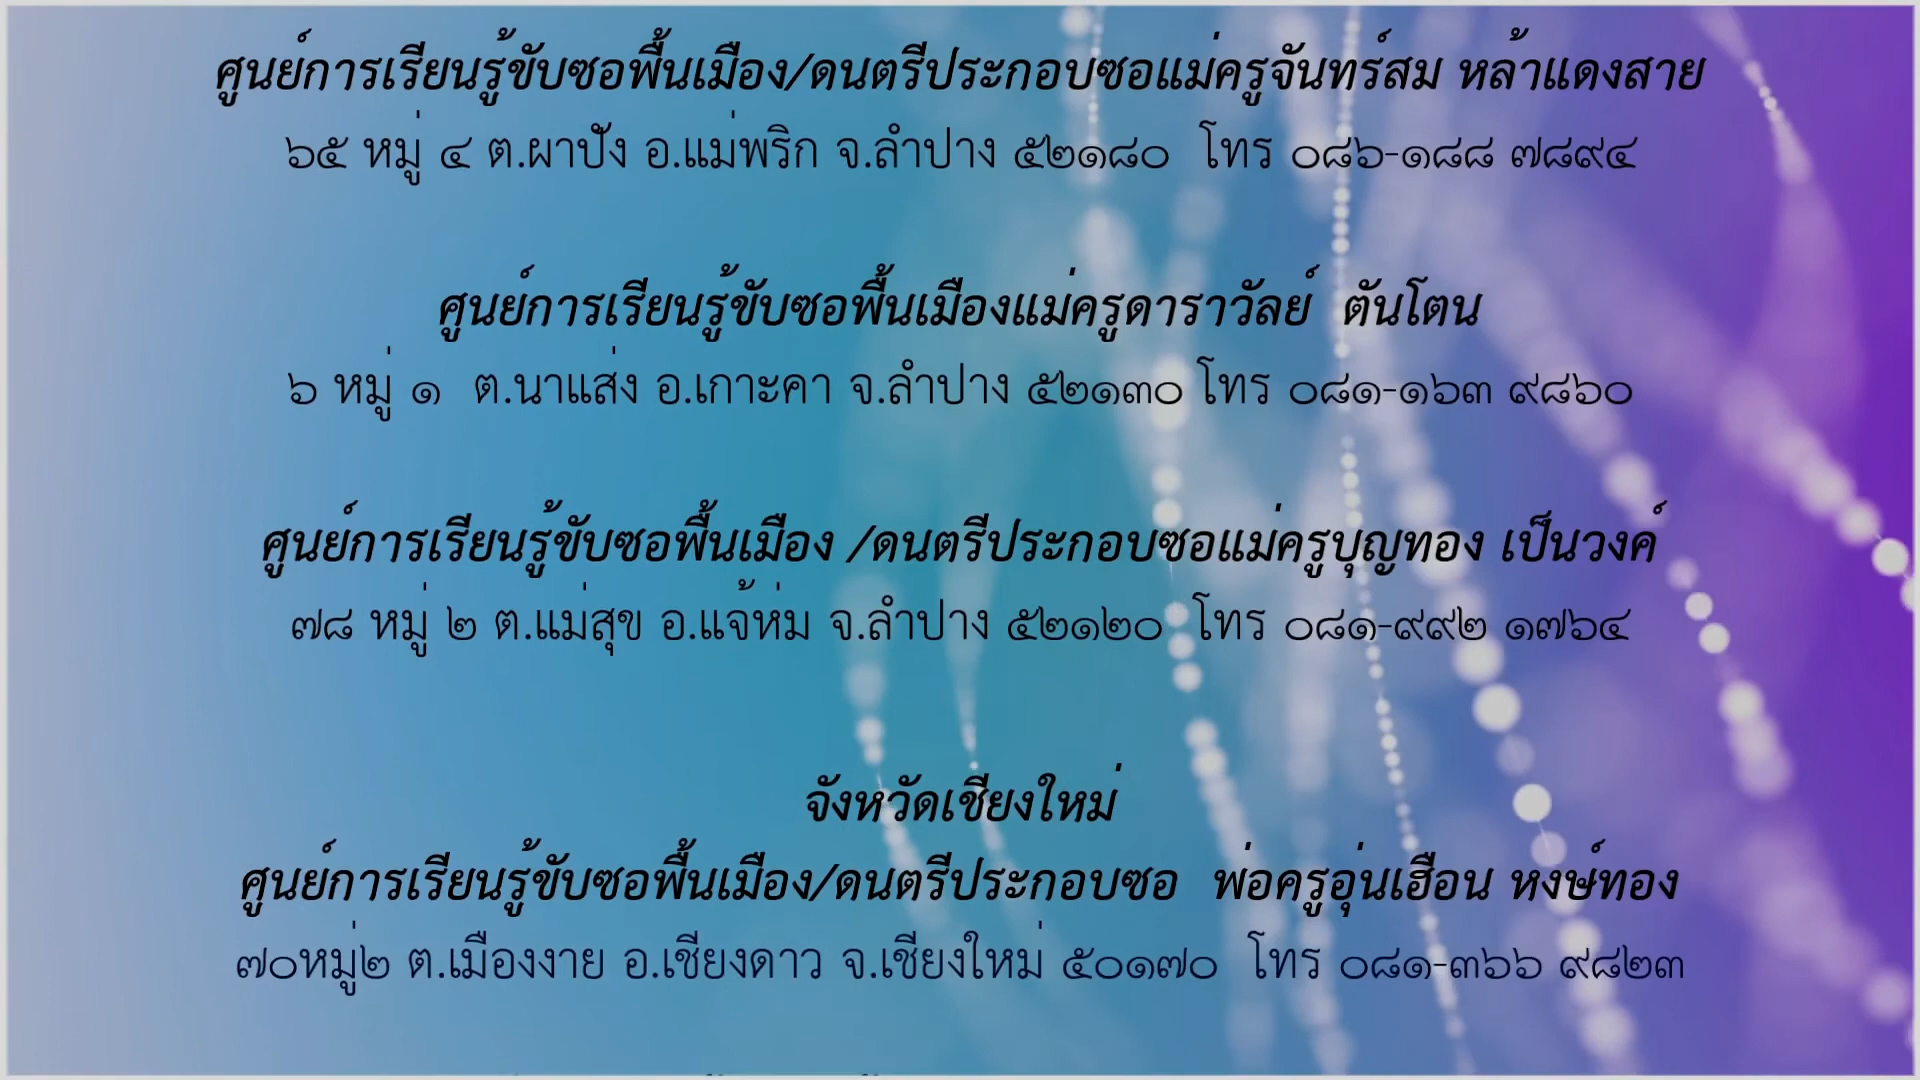 ศูนย์การเรียนรู้ขับซอพื้นเมือง/ดนตรีประกอบซอแม่ครูจันทร์สม หล้าแดงสาย
๖๕ หมู่ ๔ ต.ผาปัง อ.แม่พริก จ.ลำปาง ๕๒๑๘๐ โทร ๐๘๖-๑๘๘ ๗๘๙๔
ศูนย์การเรียนรู้ขับซอพื้นเมืองแม่ครูดาราวัลย์ ตันโตน
๖ หมู่ ๑ ต.นาแส่ง อ.เกาะคา จ.ลำปาง ๕๒๑๓๐ โทร ๐๘๑-๑๖๓ ๙๘๖๐
ศูนย์การเรียนรู้ขับซอพื้นเมือง /ดนตรีประกอบซอแม่ครูบุญทอง เป็นวงค์
๗๘ หมู่ ๒ ต.แม่สุข อ.แจ้ห่ม จ.ลำปาง ๕๒๑๒๐ โทร ๐๘๑-๙๙๒ ๑๗๖๔
จังหวัดเชียงใหม่
ศูนย์การเรียนรู้ขับซอพื้นเมือง/ดนตรีประกอบซอ พ่อครูอุ่นเฮือน หงษ์ทอง
๗๐หมู่๒ ต.เมืองงาย อ.เชียงดาว จ.เชียงใหม่ ๕๐๑๗๐ โทร ๐๘๑-๓๖๖ ๙๘๒๓